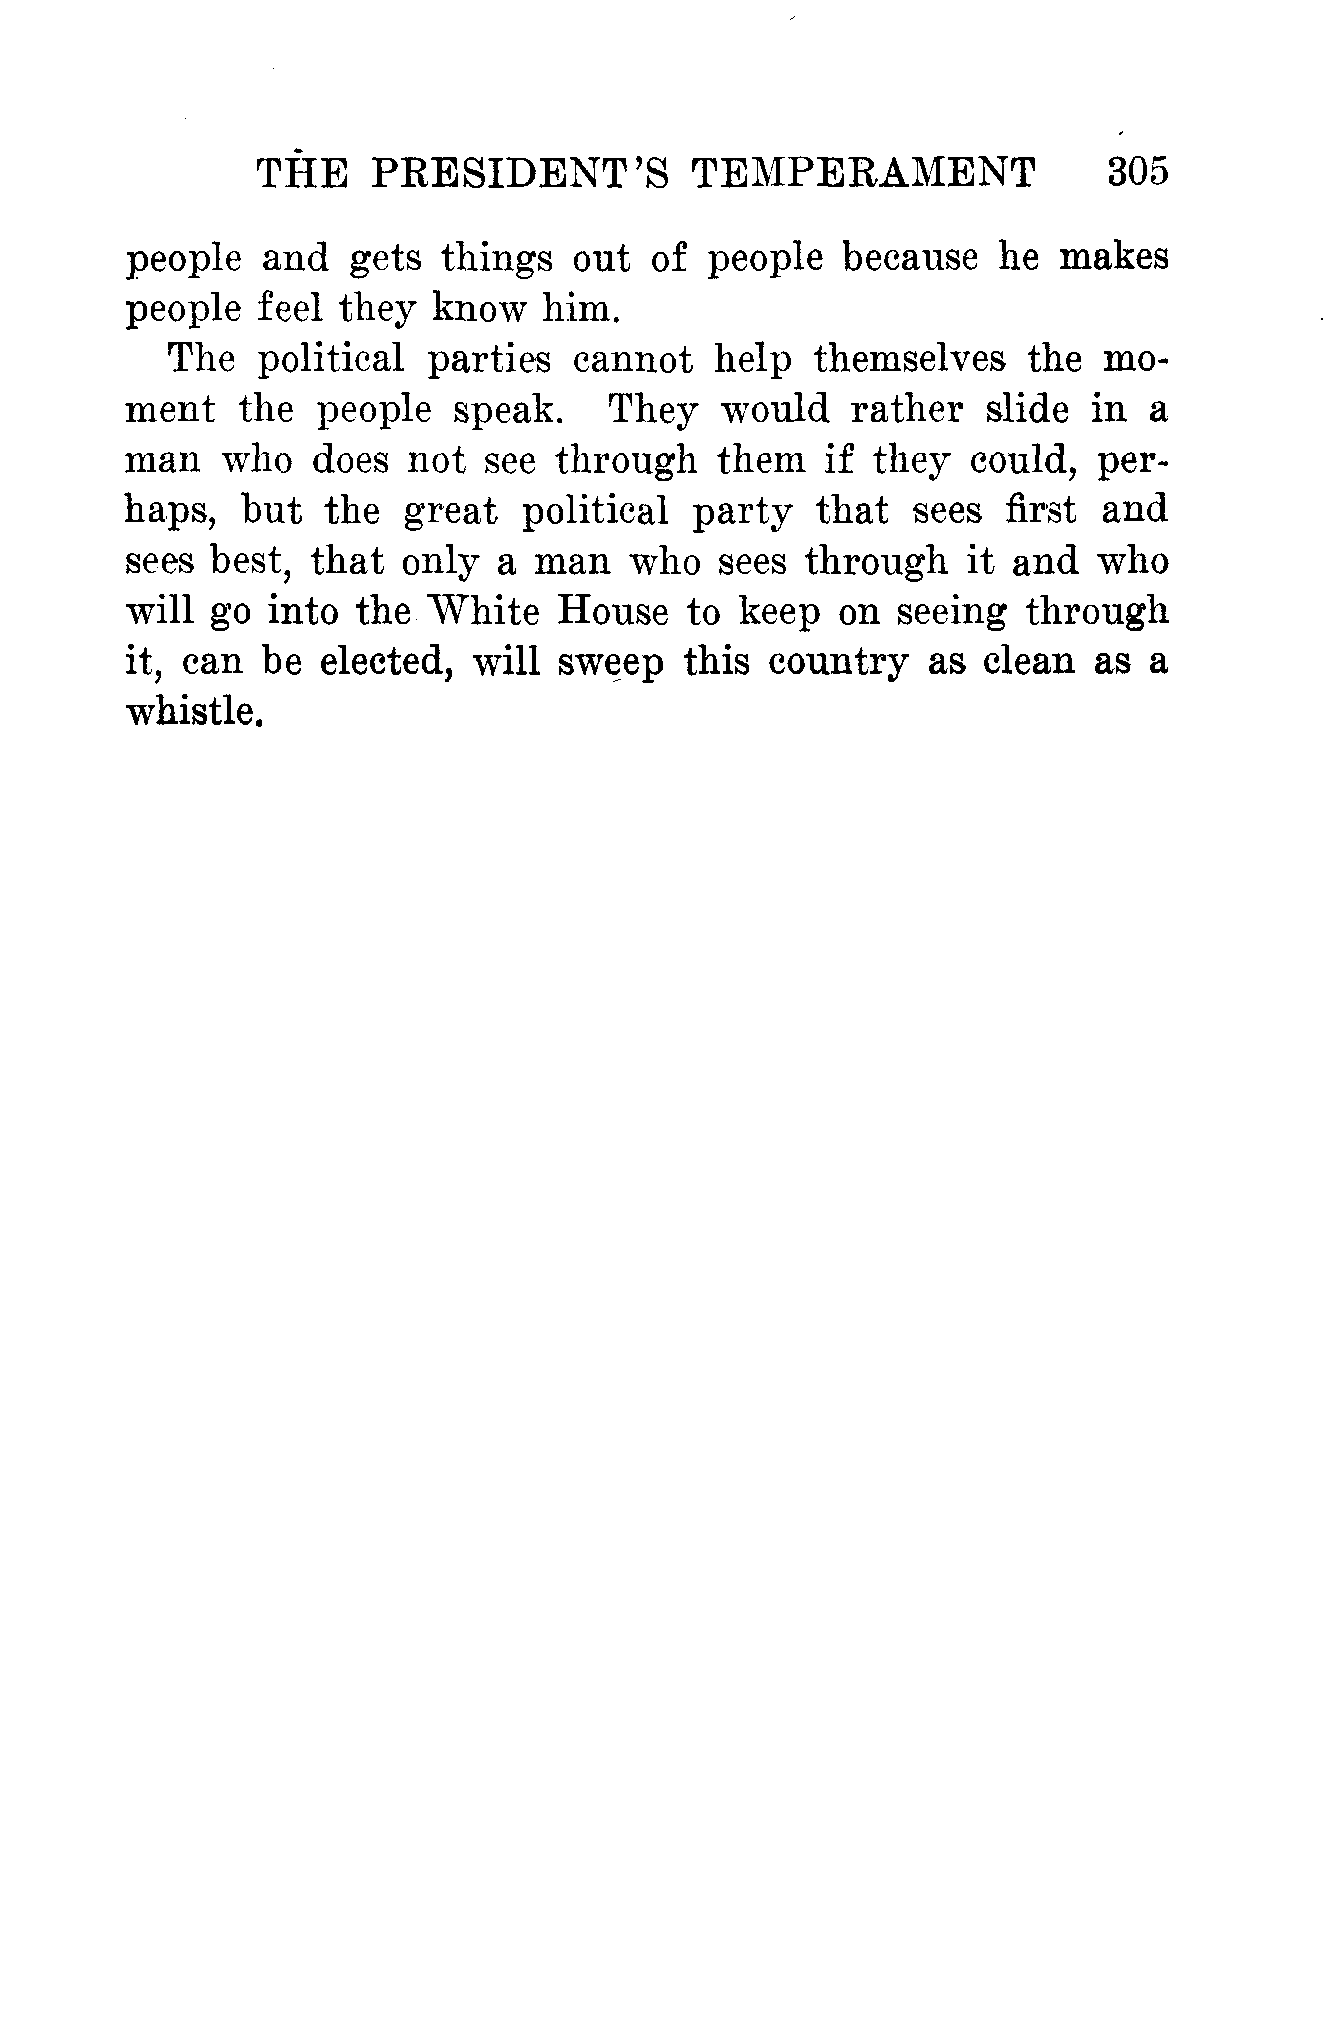 THE PRESIDENT'S TEMPERAMENT 305
people and gets things out of people because he makes
people feel they know him.
The political parties cannot help themselves the mo-
ment the people speak. They would rather slide in a
man who does not see through them if they could, per-
haps, but the great political party that sees first and
sees best, that only a man who sees through it and who
will go into the White House to keep on seeing through
it, can be elected, will sweep this country as clean as a
whistle.